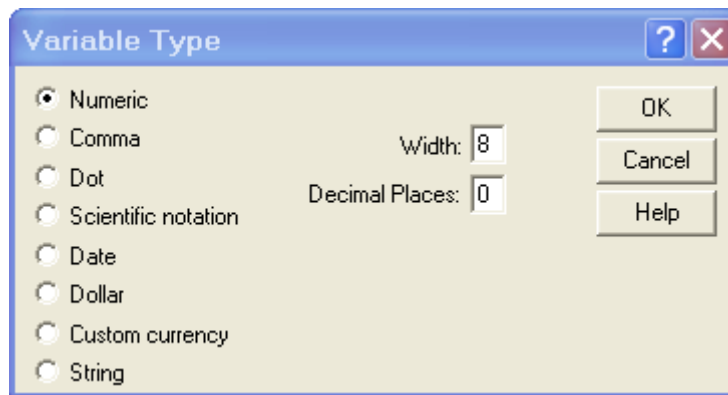 Variable Type
Numeric
Comma
Dot
Scientific notation
Date
Dollar
Custom currency
String
Width: 8
Decimal Places: 0
?
OK
Cancel
Help